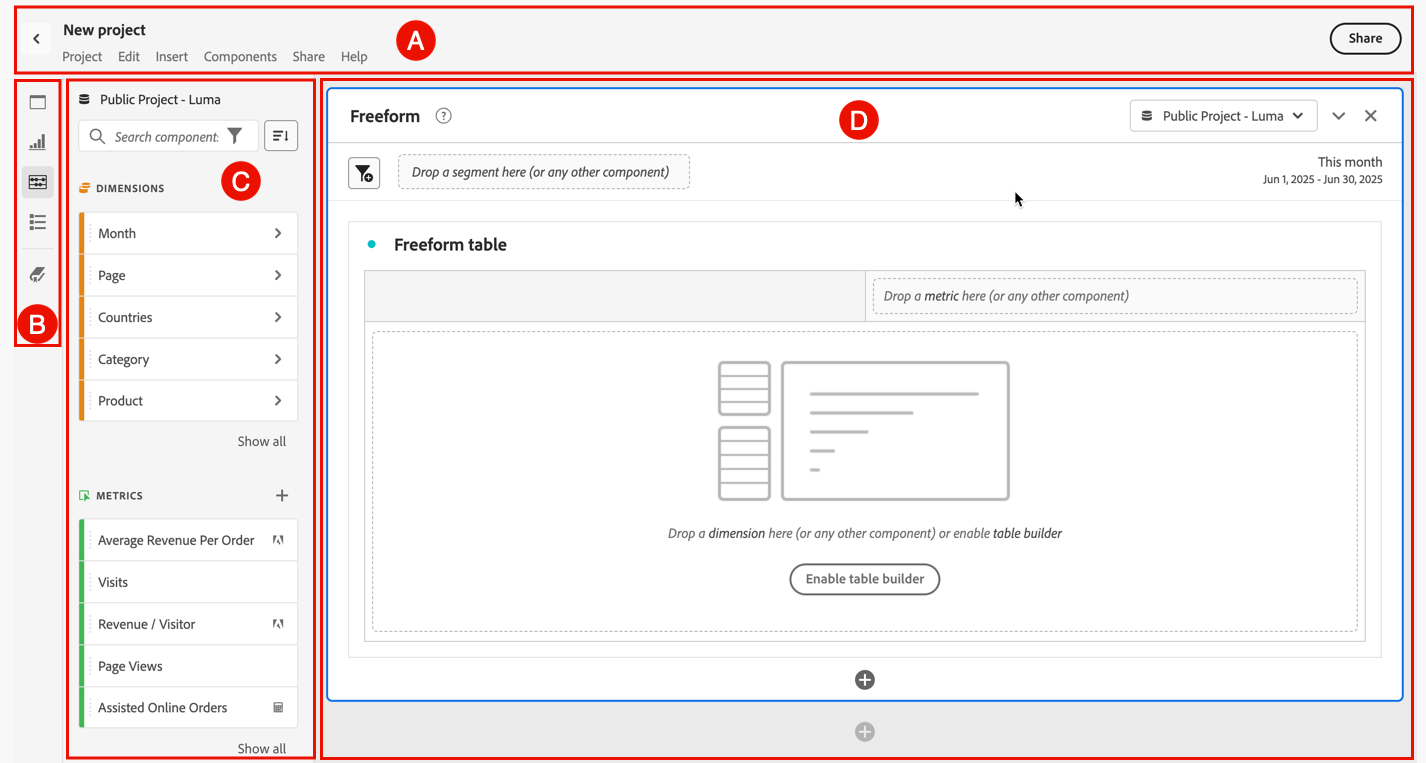 New project
Project Edit Insert Components Share Help
A
Share
B
Public Project - Luma
Search component:
C
DIMENSIONS
Month
Page
Countries
Category
Product
Show all
METRICS
Average Revenue Per Order
Visits
Revenue / Visitor
Page Views
Assisted Online Orders
Show all
Freeform ?
D
Public Project - Luma
Drop a segment here (or any other component)
This month
Jun 1, 2025 - Jun 30, 2025
Freeform table
Drop a metric here (or any other component)
Drop a dimension here (or any other component) or enable table builder
Enable table builder